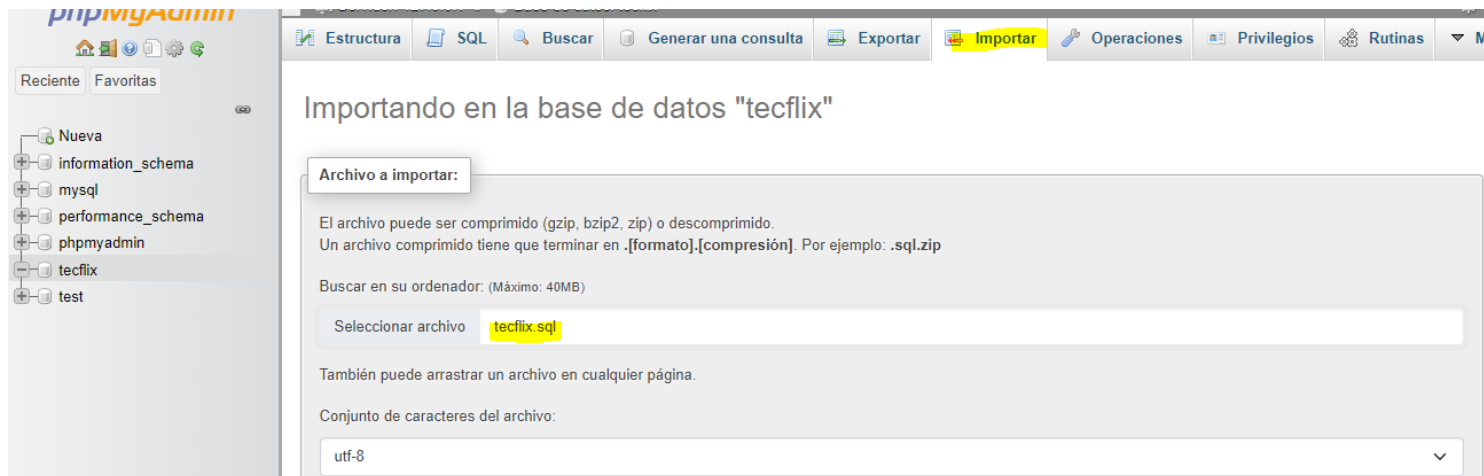 phpMyAdmin
Reciente Favoritas
Nueva
information_schema
mysql
performance_schema
phpmyadmin
tecflix
test
Estructura SQL Buscar Generar una consulta Exportar Importar Operaciones Privilegios Rutinas M
Importando en la base de datos "tecflix"
Archivo a importar:
El archivo puede ser comprimido (gzip, bzip2, zip) o descomprimido.
Un archivo comprimido tiene que terminar en .[formato].[compresión]. Por ejemplo: .sql.zip
Buscar en su ordenador: (Máximo: 40MB)
Seleccionar archivo tecflix.sql
También puede arrastrar un archivo en cualquier página.
Conjunto de caracteres del archivo:
utf-8